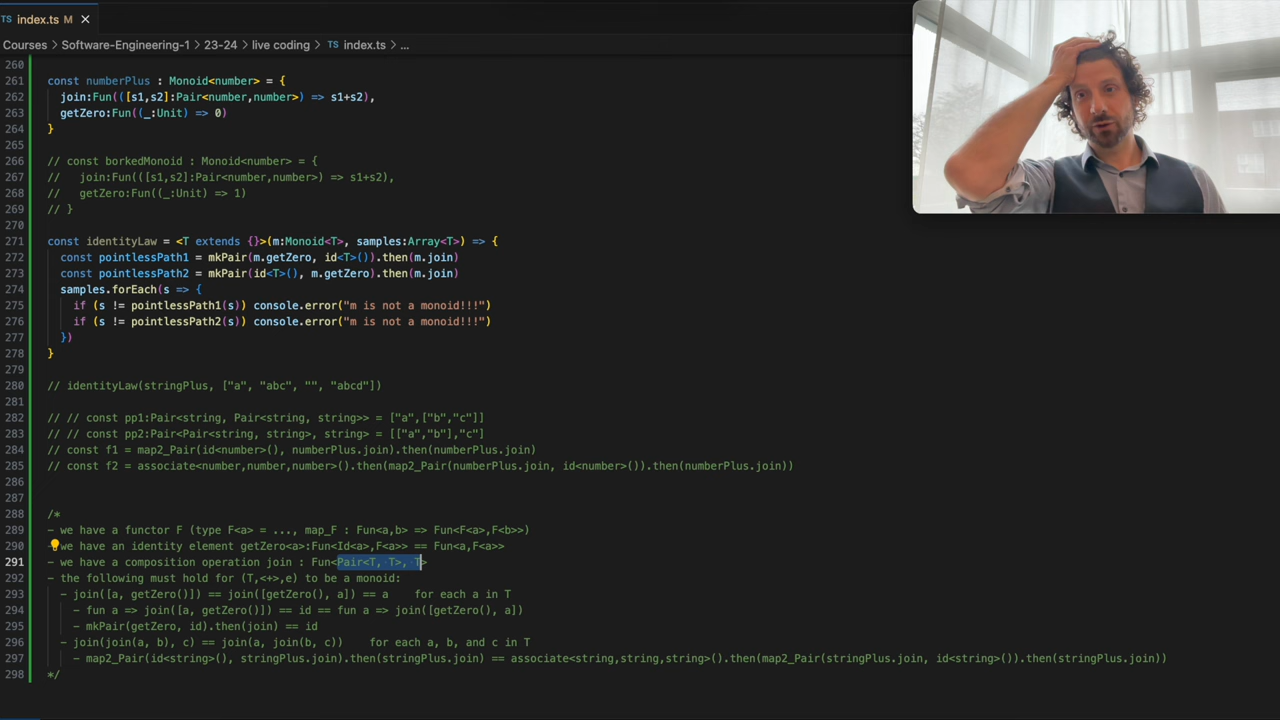 TS index.ts M ×
Courses > Software-Engineering-1 > 23-24 > live coding > TS index.ts > ...
260
261 const numberPlus : Monoid<number> = {
262   join:Fun(([s1,s2]:Pair<number,number>) => s1+s2),
263   getZero:Fun((_:Unit) => 0)
264 }
265
266 // const borkedMonoid : Monoid<number> = {
267 //   join:Fun(([s1,s2]:Pair<number,number>) => s1+s2),
268 //   getZero:Fun((_:Unit) => 1)
269 // }
270
271 const identityLaw = <T extends {}>(m:Monoid<T>, samples:Array<T>) => {
272   const pointlessPath1 = mkPair(m.getZero, id<T>()).then(m.join)
273   const pointlessPath2 = mkPair(id<T>(), m.getZero).then(m.join)
274   samples.forEach(s => {
275     if (s != pointlessPath1(s)) console.error("m is not a monoid!!!")
276     if (s != pointlessPath2(s)) console.error("m is not a monoid!!!")
277   })
278 }
279
280 // identityLaw(stringPlus, ["a", "abc", "", "abcd"])
281
282 // // const pp1:Pair<string, Pair<string, string>> = ["a",["b","c"]]
283 // // const pp2:Pair<Pair<string, string>, string> = [["a","b"],"c"]
284 // const f1 = map2_Pair(id<number>(), numberPlus.join).then(numberPlus.join)
285 // const f2 = associate<number,number,number>().then(map2_Pair(numberPlus.join, id<number>()).then(numberPlus.join))
286
287
288 /*
289 - we have a functor F (type F<a> = ..., map_F : Fun<a,b> => Fun<F<a>,F<b>>)
290 we have an identity element getZero<a>:Fun<Id<a>,F<a>> == Fun<a,F<a>>
291 - we have a composition operation join : Fun<Pair<T, T>, T>
292 - the following must hold for (T,<+>,e) to be a monoid:
293   - join([a, getZero()]) == join([getZero(), a]) == a    for each a in T
294     - fun a => join([a, getZero()]) == id == fun a => join([getZero(), a])
295     - mkPair(getZero, id).then(join) == id
296   - join(join(a, b), c) == join(a, join(b, c))    for each a, b, and c in T
297     - map2_Pair(id<string>(), stringPlus.join).then(stringPlus.join) == associate<string,string,string>().then(map2_Pair(stringPlus.join, id<string>()).then(stringPlus.join))
298 */